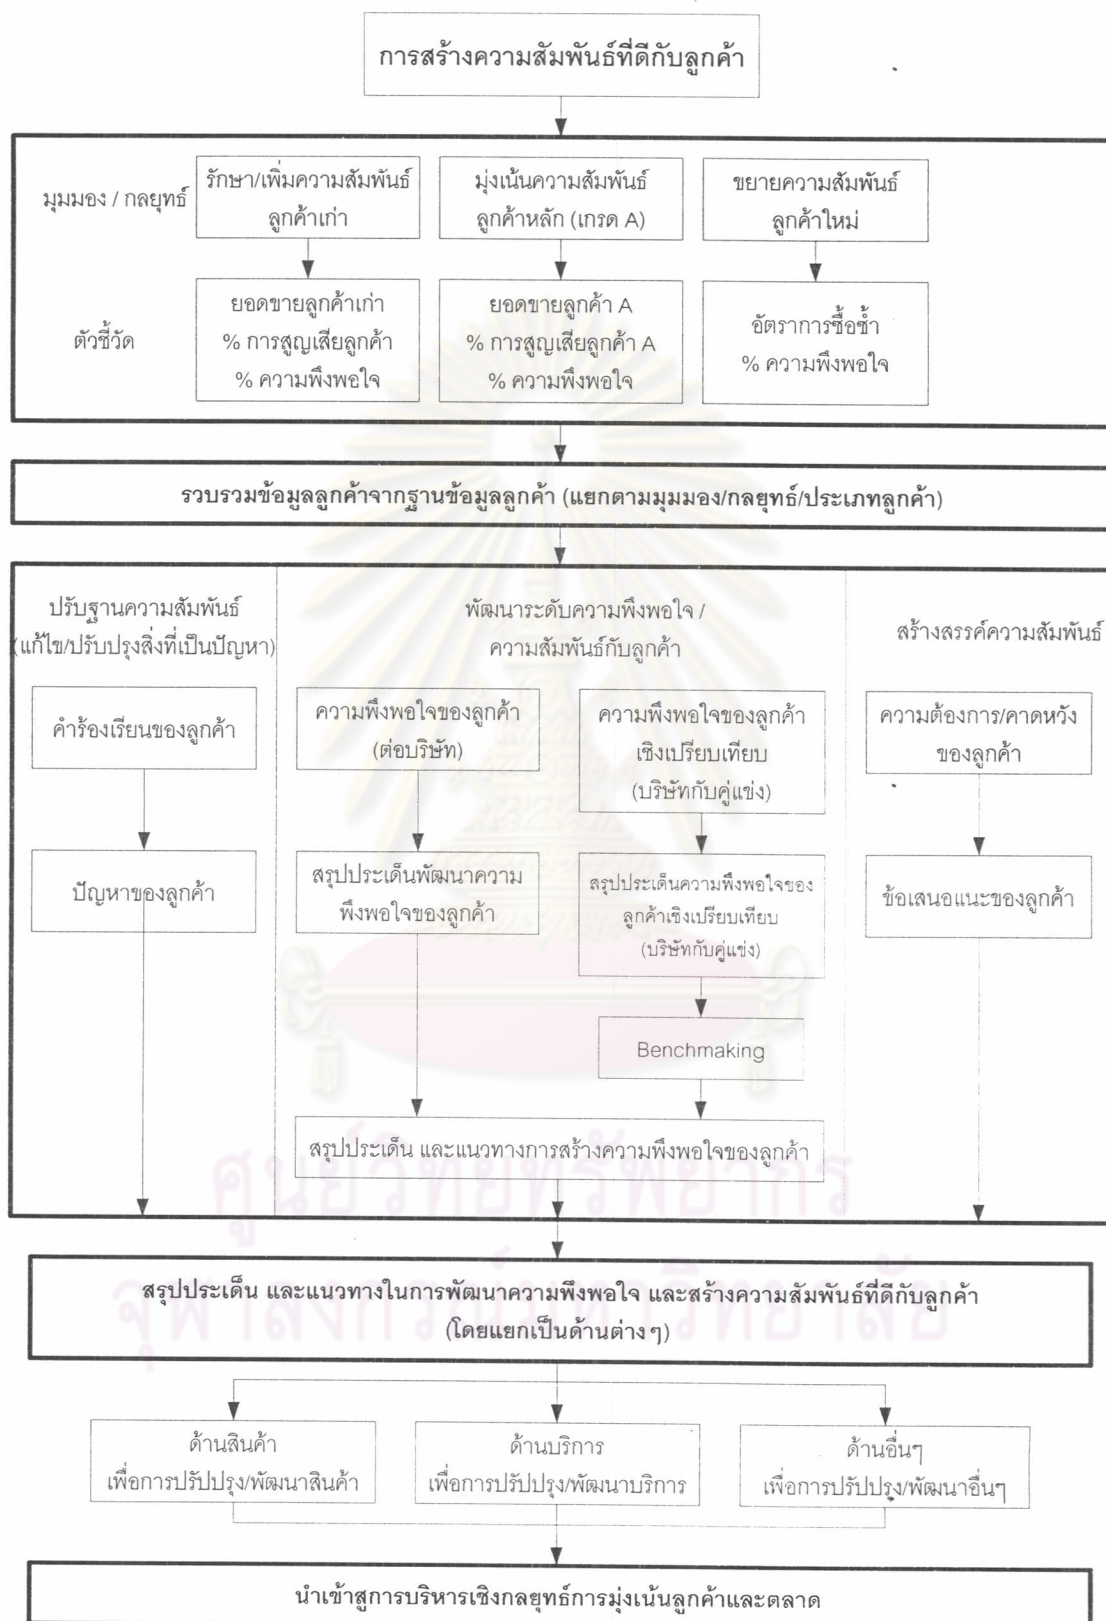 การสร้างความสัมพันธ์ที่ดีกับลูกค้า
มุมมอง / กลยุทธ์
รักษา/เพิ่มความสัมพันธ์
ลูกค้าเก่า
มุ่งเน้นความสัมพันธ์
ลูกค้าหลัก (เกรด A)
ขยายความสัมพันธ์
ลูกค้าใหม่
ตัวชี้วัด
ยอดขายลูกค้าเก่า
% การสูญเสียลูกค้า
% ความพึงพอใจ
ยอดขายลูกค้า A
% การสูญเสียลูกค้า A
% ความพึงพอใจ
อัตราการซื้อซ้ำ
% ความพึงพอใจ
รวบรวมข้อมูลลูกค้าจากฐานข้อมูลลูกค้า (แยกตามมุมมอง/กลยุทธ์/ประเภทลูกค้า)
ปรับฐานความสัมพันธ์
(แก้ไข/ปรับปรุงสิ่งที่เป็นปัญหา)
พัฒนาระดับความพึงพอใจ /
ความสัมพันธ์กับลูกค้า
สร้างสรรค์ความสัมพันธ์
คำร้องเรียนของลูกค้า
ความพึงพอใจของลูกค้า
(ต่อบริษัท)
ความพึงพอใจของลูกค้า
เชิงเปรียบเทียบ
(บริษัทกับคู่แข่ง)
ความต้องการ/คาดหวัง
ของลูกค้า
ปัญหาของลูกค้า
สรุปประเด็นพัฒนาความ
พึงพอใจของลูกค้า
สรุปประเด็นความพึงพอใจของ
ลูกค้าเชิงเปรียบเทียบ
(บริษัทกับคู่แข่ง)
ข้อเสนอแนะของลูกค้า
Benchmaking
สรุปประเด็น และแนวทางการสร้างความพึงพอใจของลูกค้า
ศูนย์วิทยทรัพยากร
จุฬาลงกรณ์มหาวิทยาลัย
สรุปประเด็น และแนวทางในการพัฒนาความพึงพอใจ และสร้างความสัมพันธ์ที่ดีกับลูกค้า
(โดยแยกเป็นด้านต่างๆ)
ด้านสินค้า
เพื่อการปรัปปรุง/พัฒนาสินค้า
ด้านบริการ
เพื่อการปรัปปรุง/พัฒนาบริการ
ด้านอื่นๆ
เพื่อการปรัปปรุง/พัฒนาอื่นๆ
นำเข้าสู่การบริหารเชิงกลยุทธ์การมุ่งเน้นลูกค้าและตลาด